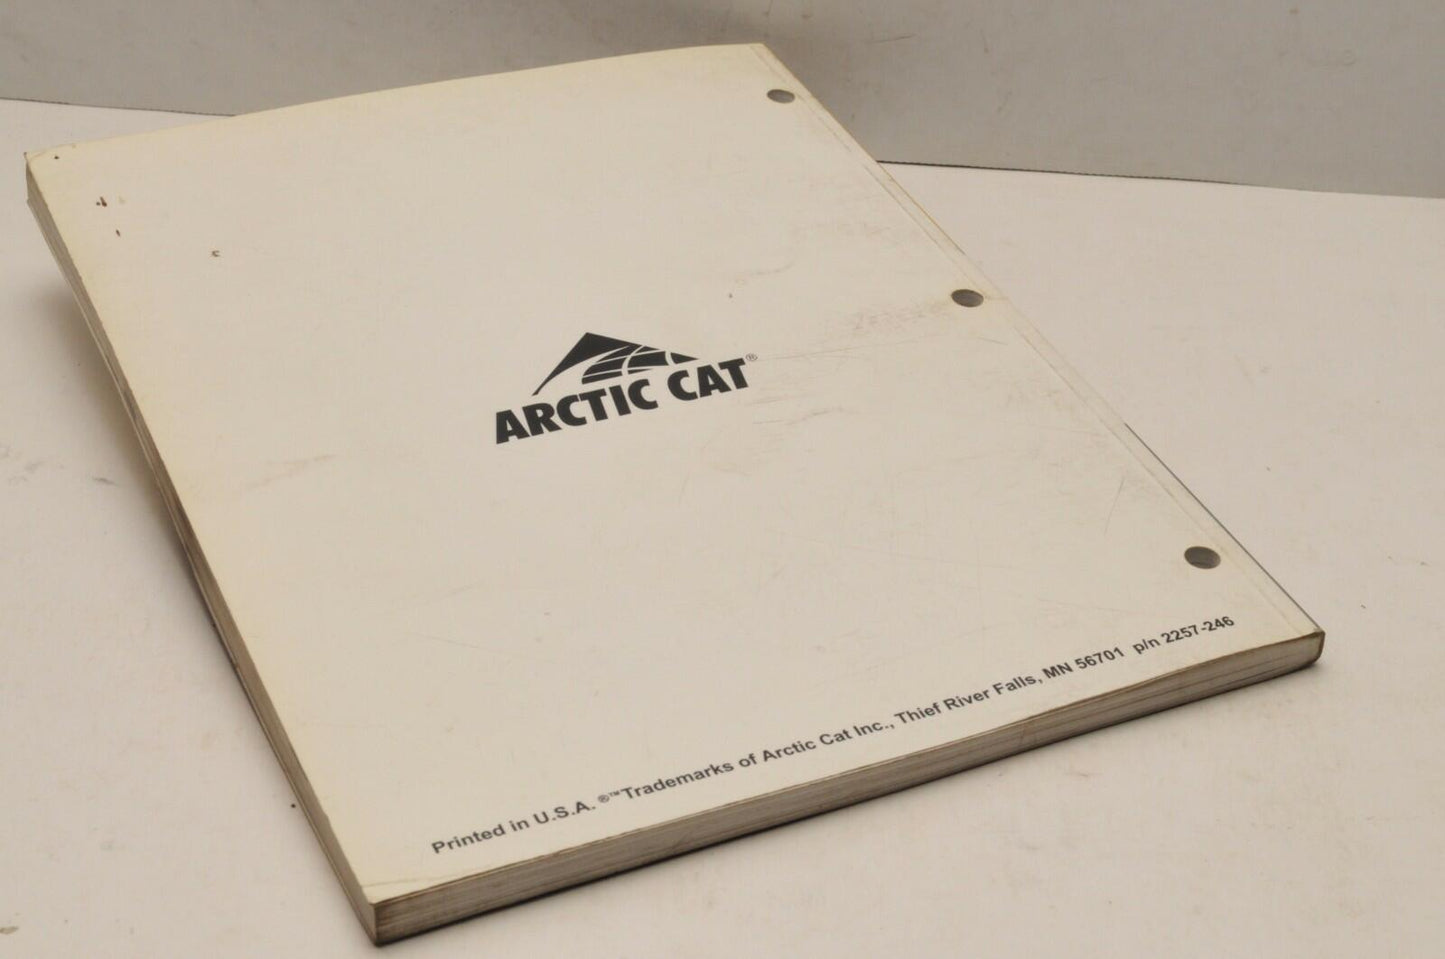 ARCTIC CAT®
Printed in U.S.A. ®™Trademarks of Arctic Cat Inc., Thief River Falls, MN 56701 p/n 2257-246